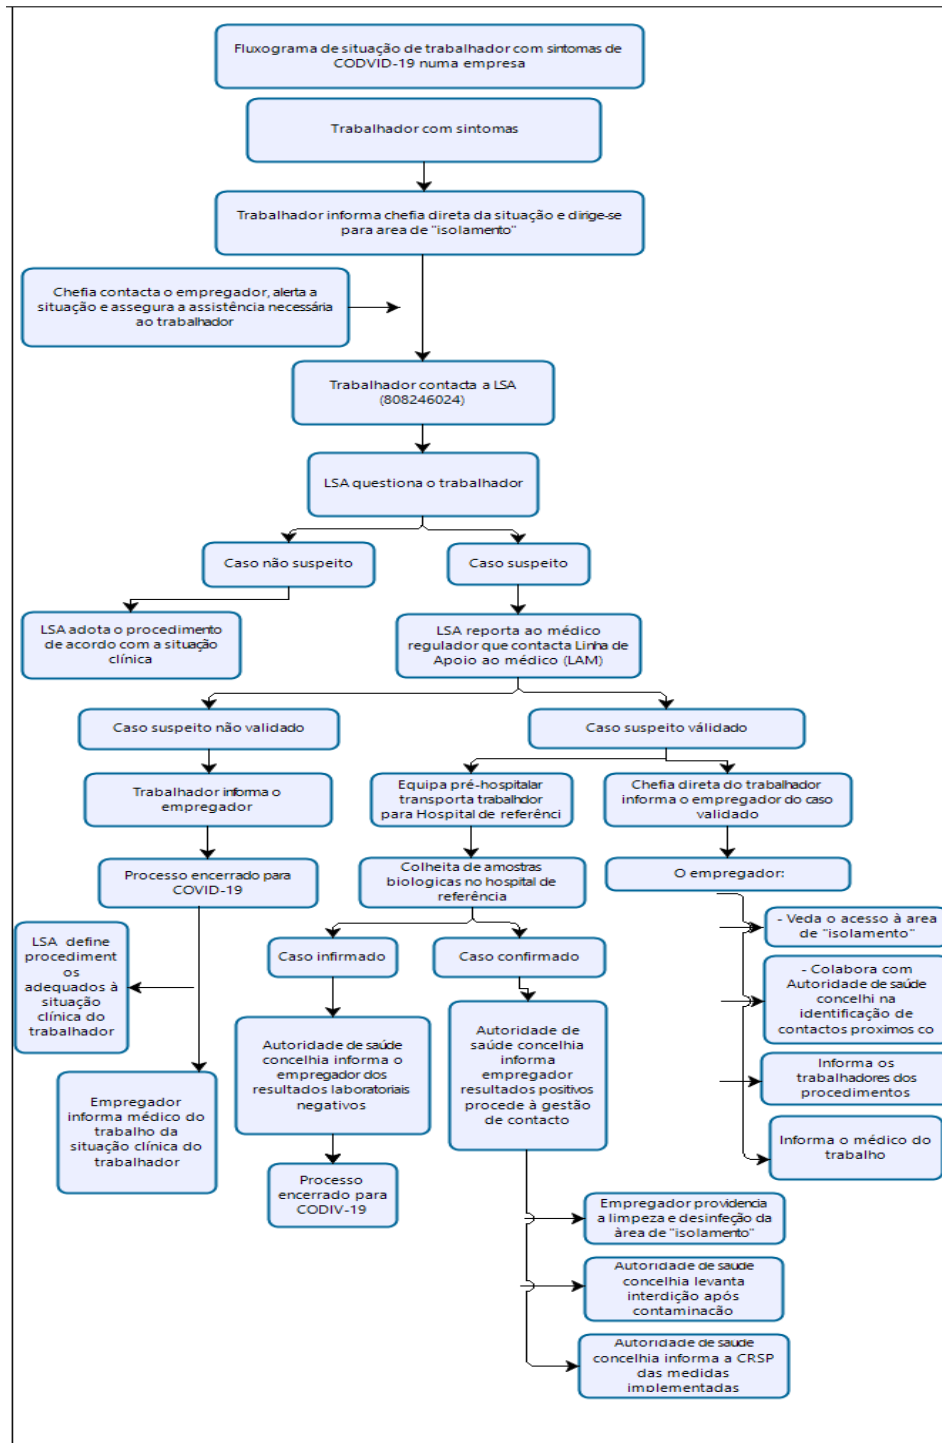 Fluxograma de situação de trabalhador com sintomas de
CODVID-19 numa empresa
Trabalhador com sintomas
Trabalhador informa chefia direta da situação e dirige-se
para area de "isolamento"
Chefia contacta o empregador, alerta a
situação e assegura a assistência necessária
ao trabalhador
Trabalhador contacta a LSA
(808246024)
LSA questiona o trabalhador
Caso não suspeito
Caso suspeito
LSA adota o procedimento
de acordo com a situação
clínica
LSA reporta ao médico
regulador que contacta Linha de
Apoio ao médico (LAM)
Caso suspeito não validado
Caso suspeito válidado
Trabalhador informa o
empregador
Equipa pré-hospitalar
transporta trabalhdor
para Hospital de referênci
Chefia direta do trabalhador
informa o empregador do caso
validado
Processo encerrado para
COVID-19
Colheita de amostras
biologicas no hospital de
referência
O empregador:
LSA define
procediment
os
adequados à
situação
clínica do
trabalhador
Caso infirmado
Caso confirmado
- Veda o acesso à area
de "isolamento"
- Colabora com
Autoridade de saúde
concelhi na
identificação de
contactos proximos co
Autoridade de saúde
concelhia informa o
empregador dos
resultados laboratoriais
negativos
Autoridade de
saúde concelhia
informa
empregador
resultados positivos
procede à gestão
de contacto
Informa os
trabalhadores dos
procedimentos
Empregador
informa médico do
trabalho da
situação clínica do
trabalhador
Informa o médico do
trabalho
Processo
encerrado para
CODIV-19
Empregador providencia
a limpeza e desinfeção da
àrea de "isolamento"
Autoridade de saude
concelhia levanta
interdição após
contaminacão
Autoridade de saúde
concelhia informa a CRSP
das medidas
implementadas